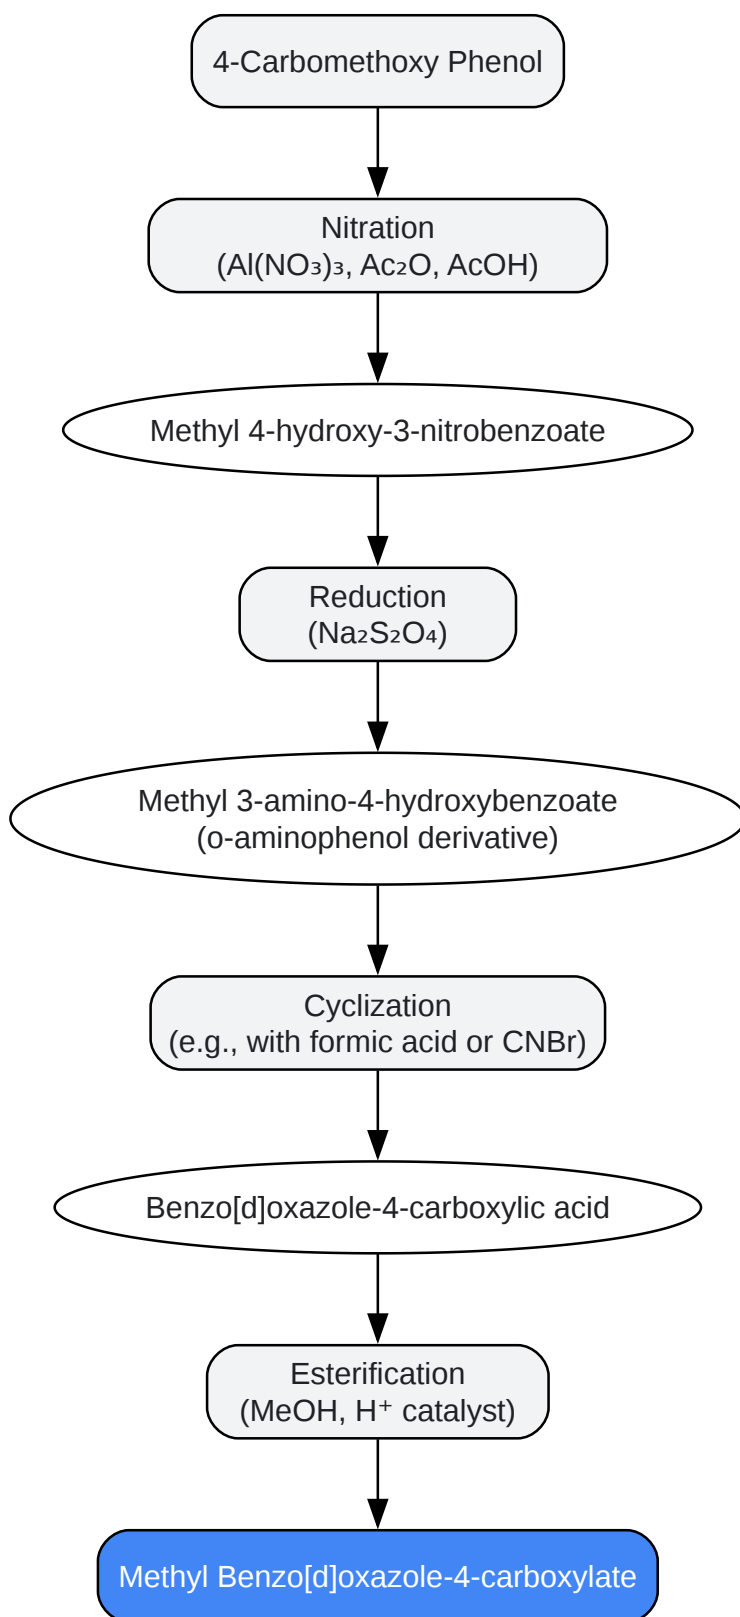 4-Carbomethoxy Phenol
Nitration
(Al(NO₃)₃, Ac₂O, AcOH)
Methyl 4-hydroxy-3-nitrobenzoate
Reduction
(Na₂S₂O₄)
Methyl 3-amino-4-hydroxybenzoate
(o-aminophenol derivative)
Cyclization
(e.g., with formic acid or CNBr)
Benzo[d]oxazole-4-carboxylic acid
Esterification
(MeOH, H⁺ catalyst)
Methyl Benzo[d]oxazole-4-carboxylate